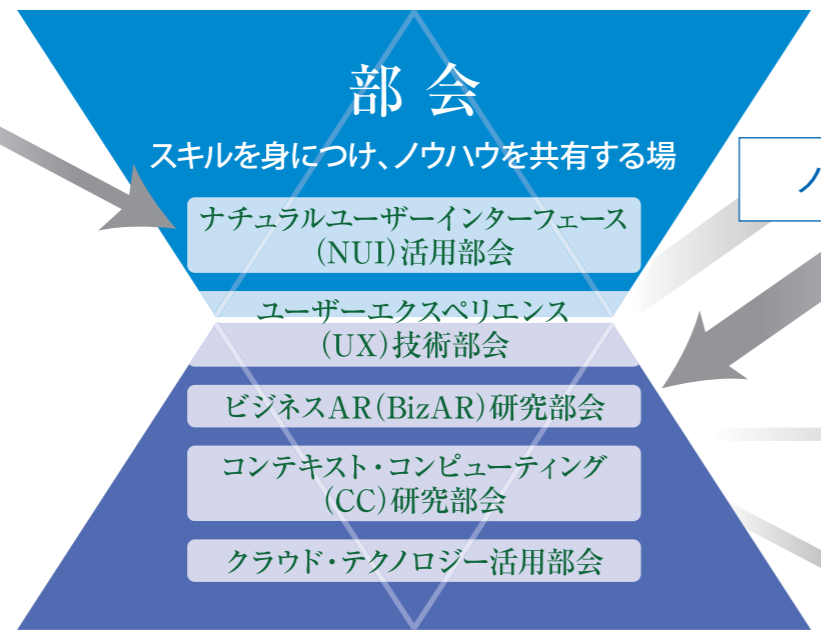 部会
スキルを身につけ、ノウハウを共有する場
ノ
ナチュラルユーザーインターフェース
(NUI)活用部会
ユーザーエクスペリエンス
(UX)技術部会
ビジネスAR(BizAR)研究部会
コンテキスト・コンピューティング
(CC)研究部会
クラウド・テクノロジー活用部会